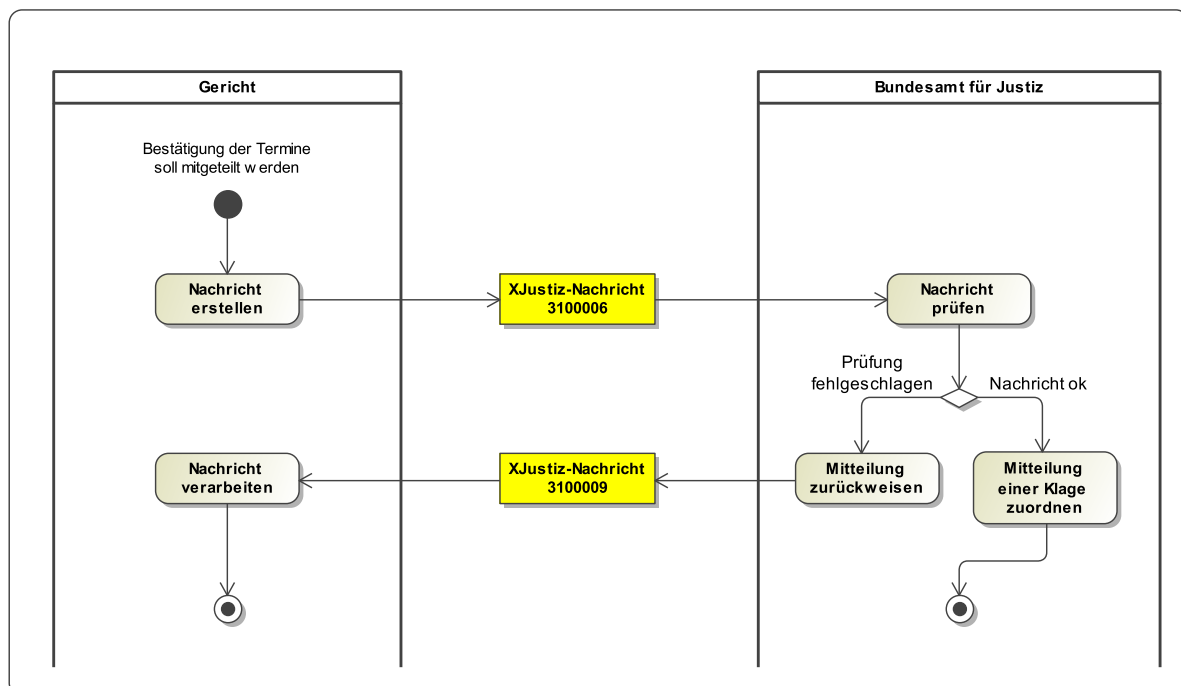 Gericht
Bundesamt für Justiz
Bestätigung der Termine
soll mitgeteilt werden
Nachricht
erstellen
XJustiz-Nachricht
3100006
Nachricht
prüfen
Prüfung
fehlgeschlagen
Nachricht ok
Nachricht
verarbeiten
XJustiz-Nachricht
3100009
Mitteilung
zurückweisen
Mitteilung
einer Klage
zuordnen